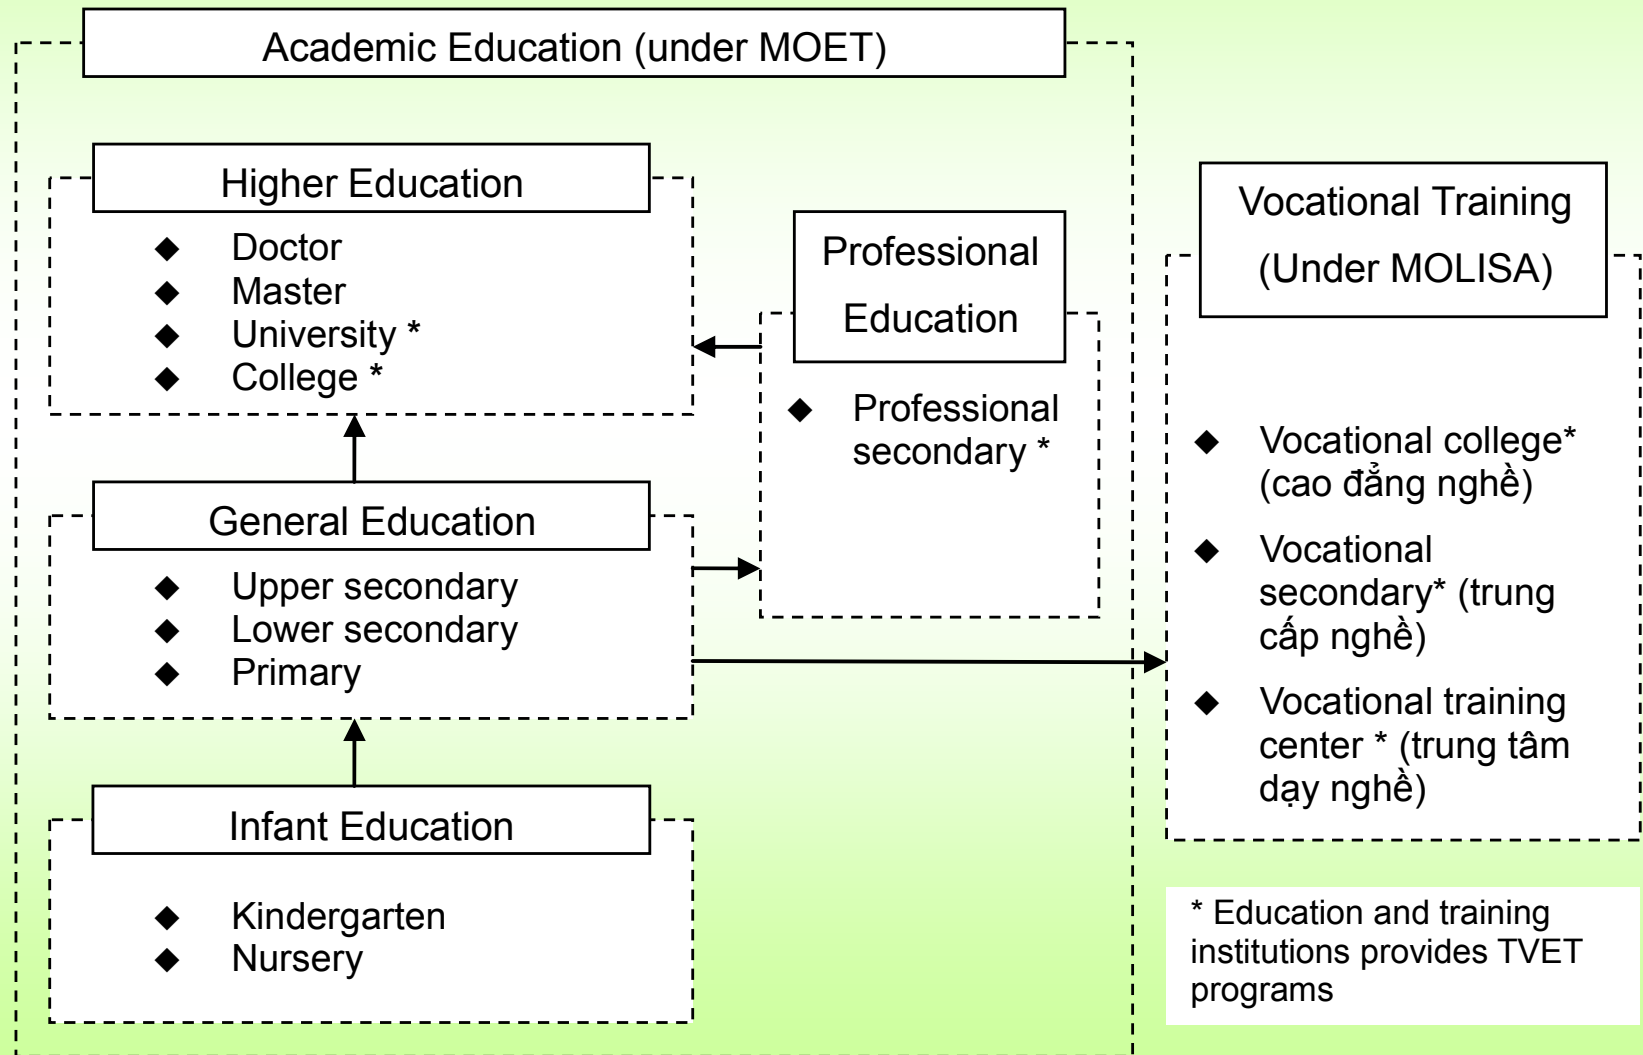 Academic Education (under MOET)
Higher Education
◆ Doctor
◆ Master
◆ University *
◆ College *
Professional
Education
◆ Professional
secondary *
General Education
◆ Upper secondary
◆ Lower secondary
◆ Primary
Infant Education
◆ Kindergarten
◆ Nursery
Vocational Training
(Under MOLISA)
◆ Vocational college*
(cao đẳng nghề)
◆ Vocational
secondary* (trung
cấp nghề)
◆ Vocational training
center * (trung tâm
dạy nghề)
* Education and training
institutions provides TVET
programs